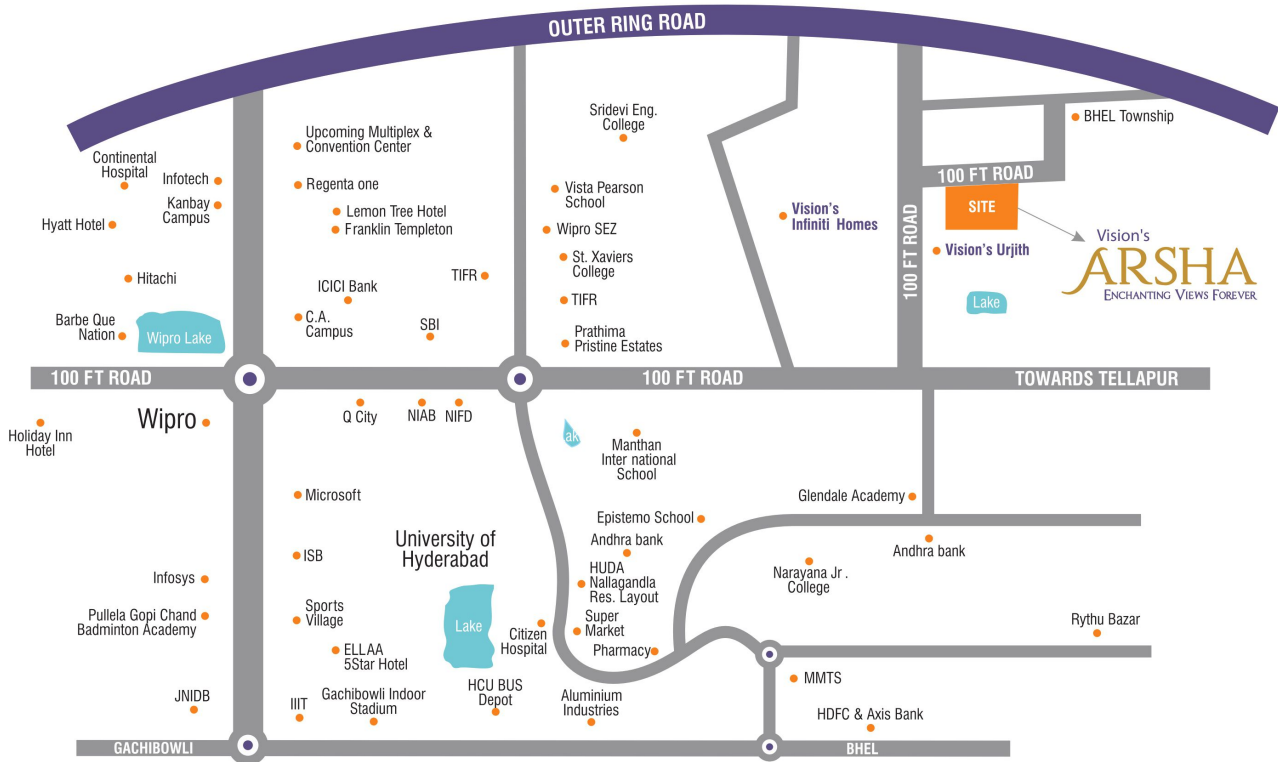 OUTER RING ROAD
Upcoming Multiplex &
Convention Center
Sridevi Eng.
College
BHEL Township
Continental
Hospital
Infotech
Kanbay
Campus
Regenta one
Vista Pearson
School
100 FT ROAD
Hyatt Hotel
Lemon Tree Hotel
Franklin Templeton
Wipro SEZ
Vision's
Infiniti Homes
SITE
Vision's Urjith
Vision's
ARSHA
ENCHANTING VIEWS FOREVER
100 FT ROAD
Hitachi
ICICI Bank
TIFR
St. Xaviers
College
TIFR
Lake
Barbe Que
Nation
Wipro Lake
C.A.
Campus
SBI
Prathima
Pristine Estates
100 FT ROAD
100 FT ROAD
TOWARDS TELLAPUR
Holiday Inn
Hotel
Wipro
Q City
NIAB
NIFD
ak
Manthan
Inter national
School
Microsoft
Glendale Academy
Epistemo School
University of
Hyderabad
Andhra bank
Andhra bank
ISB
Infosys
HUDA
Nallagandla
Res. Layout
Narayana Jr .
College
Pullela Gopi Chand
Badminton Academy
Sports
Village
Lake
Citizen
Hospital
Super
Market
Rythu Bazar
ELLAA
5Star Hotel
Pharmacy
MMTS
JNIDB
IIIT
Gachibowli Indoor
Stadium
HCU BUS
Depot
Aluminium
Industries
HDFC & Axis Bank
GACHIBOWLI
BHEL